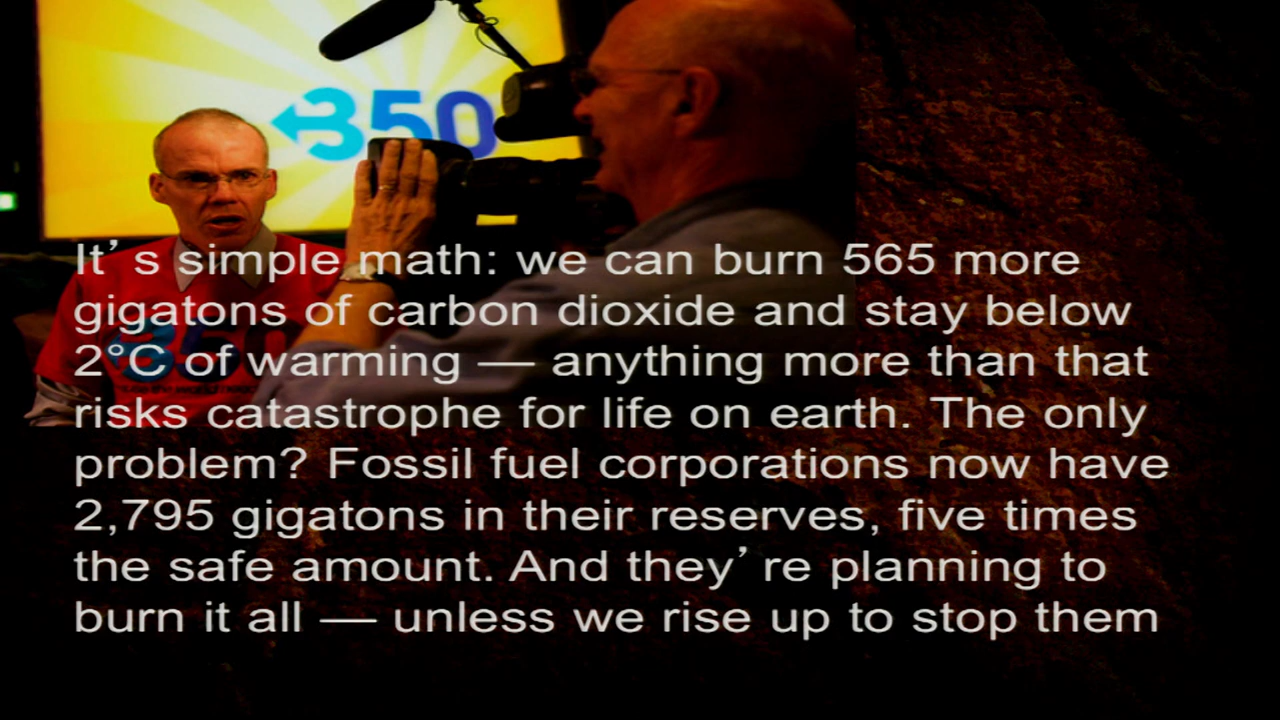 350
It’s simple math: we can burn 565 more
gigatons of carbon dioxide and stay below
2°C of warming — anything more than that
risks catastrophe for life on earth. The only
problem? Fossil fuel corporations now have
2,795 gigatons in their reserves, five times
the safe amount. And they’re planning to
burn it all — unless we rise up to stop them